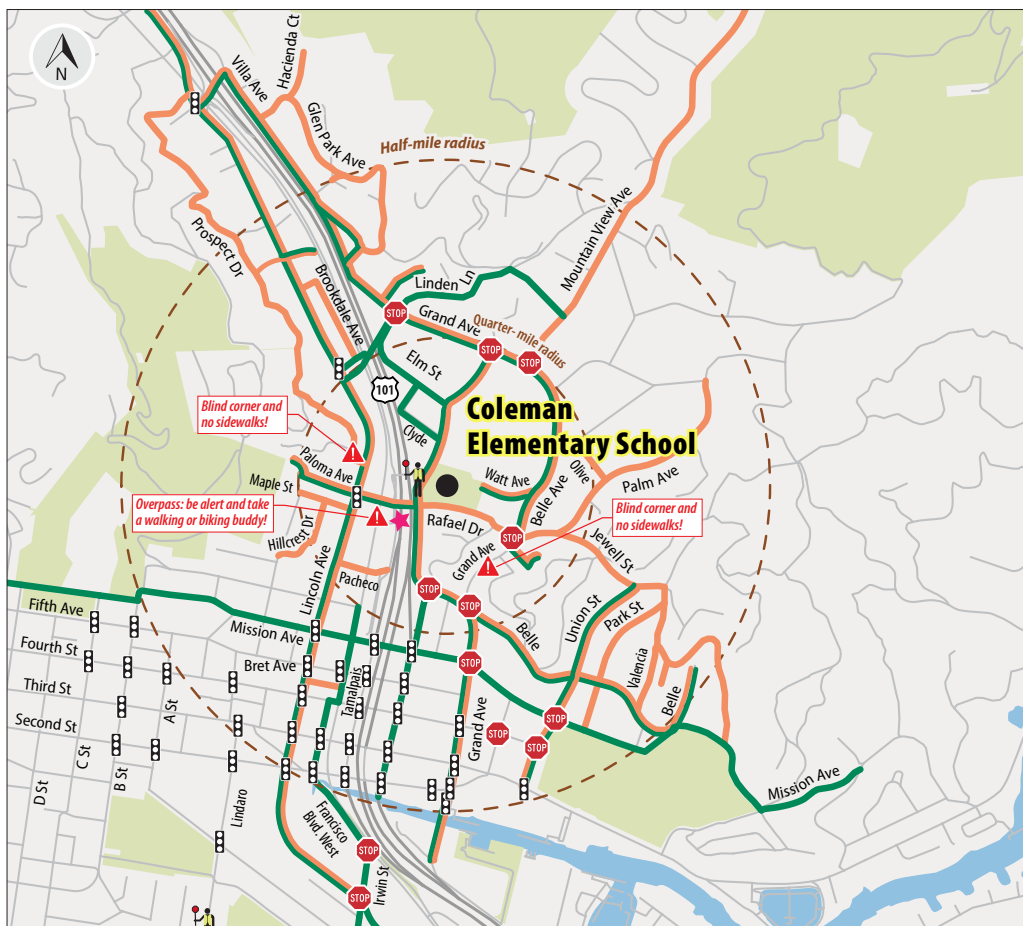 N
Hacienda Ct
Villa Ave
Glen Park Ave
Half-mile radius
Mountain View Ave
Prospect Dr
Brookdale Ave
Linden Ln
STOP
Grand Ave
Quarter-mile radius
STOP
STOP
Elm St
101
Blind corner and
no sidewalks!
Coleman
Elementary School
Clyde
Paloma Ave
Maple St
Watt Ave
Olive
Palm Ave
Belle Ave
Overpass: be alert and take
a walking or biking buddy!
Rafael Dr
Blind corner and
no sidewalks!
Hillcrest Dr
STOP
Grand Ave
Jewell St
Lincoln Ave
Pacheco
STOP
STOP
Fifth Ave
Mission Ave
Belle
Union St
Park St
Fourth St
Bret Ave
STOP
Valencia
Third St
Tamalpais
Belle
Second St
A St
Grand Ave
STOP
STOP
STOP
C St
B St
D St
Lindaro
Mission Ave
Francisco
Blvd. West
STOP
Irwin St
STOP